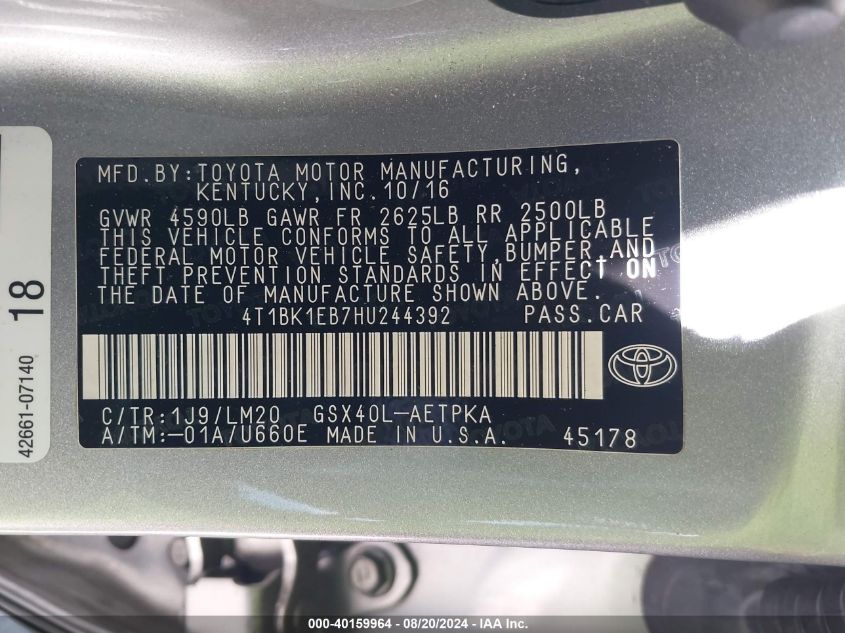 MFD.BY:TOYOTA MOTOR MANUFACTURING,
KENTUCKY,INC.10/16
GVWR 4590LB GAWR FR 2625LB RR 2500LB
THIS VEHICLE CONFORMS TO ALL APPLICABLE
FEDERAL MOTOR VEHICLE SAFETY,BUMPER,AND
THEFT PREVENTION STANDARDS IN EFFECT ON
THE DATE OF MANUFACTURE SHOWN ABOVE.
4T1BK1EB7HU244392 PASS.CAR
C/TR:1J9/LM20 GSX40L-AETPKA
A/TM:-01A/U660E MADE IN U.S.A. 45178
42661-07140 18
000-40159964 - 08/20/2024 - IAA Inc.